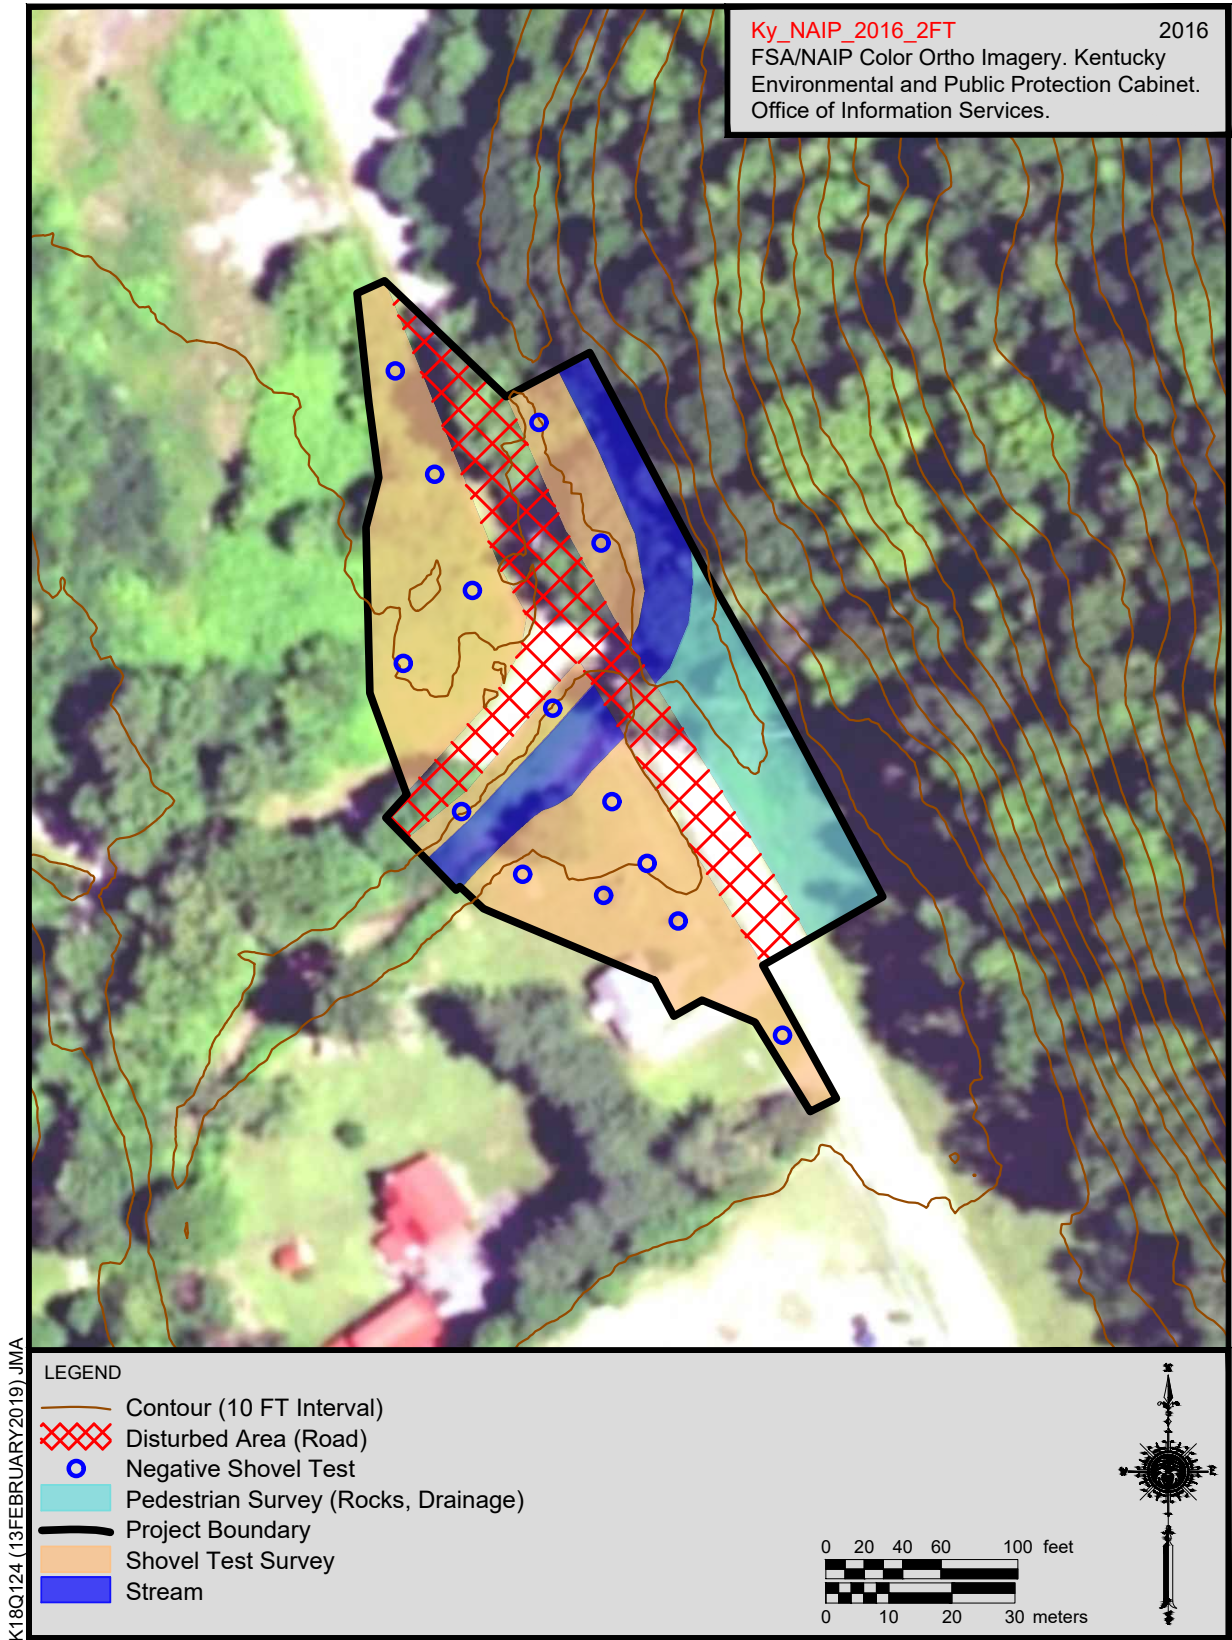 Ky_NAIP_2016_2FT 2016
FSA/NAIP Color Ortho Imagery. Kentucky
Environmental and Public Protection Cabinet.
Office of Information Services.
K18Q124 (13FEBRUARY2019) JMA
LEGEND
Contour (10 FT Interval)
Disturbed Area (Road)
Negative Shovel Test
Pedestrian Survey (Rocks, Drainage)
Project Boundary
Shovel Test Survey
Stream
0 20 40 60 100 feet
0 10 20 30 meters